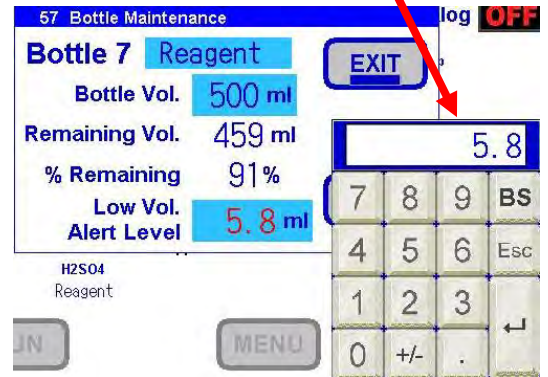 57 Bottle Maintenance
log OFF
Bottle 7 Reagent
EXIT
Bottle Vol. 500 ml
Remaining Vol. 459 ml
% Remaining 91%
Low Vol. Alert Level 5.8 ml
5.8
7 8 9 BS
4 5 6 Esc
1 2 3 ↵
0 +/- .
H2SO4
Reagent
MENU